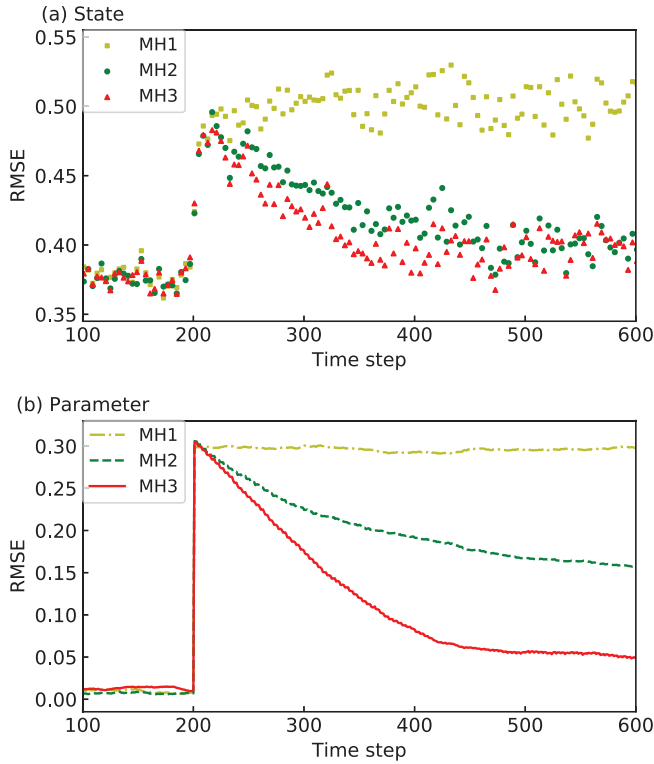 (a) State
0.55
0.50
0.45
0.40
0.35
RMSE
MH1
MH2
MH3
100
200
300
400
500
600
Time step
(b) Parameter
0.30
0.25
0.20
0.15
0.10
0.05
0.00
RMSE
MH1
MH2
MH3
100
200
300
400
500
600
Time step